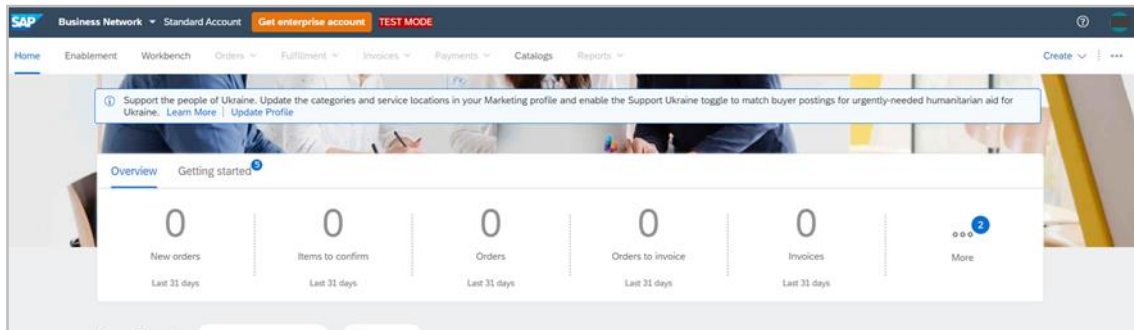 SAP Business Network Standard Account Get enterprise account TEST MODE
Home Enablement Workbench Orders Fulfillment Invoices Payments Catalogs Reports Create
Support the people of Ukraine. Update the categories and service locations in your Marketing profile and enable the Support Ukraine toggle to match buyer postings for urgently-needed humanitarian aid for
Ukraine. Learn More | Update Profile
Overview Getting started 5
0 0 0 0 0 2
New orders Items to confirm Orders Orders to invoice Invoices More
Last 31 days Last 31 days Last 31 days Last 31 days Last 31 days